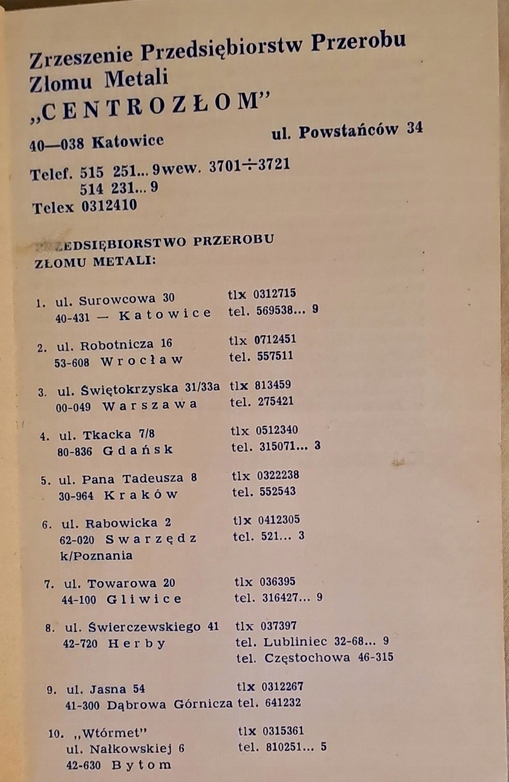 Zrzeszenie Przedsiębiorstw Przerobu
Złomu Metali
„CENTROZŁOM”
40—038 Katowice ul. Powstańców 34
Telef. 515 251...9wew. 3701÷3721
514 231...9
Telex 0312410
PRZEDSIĘBIORSTWO PRZEROBU
ZŁOMU METALI:
1. ul. Surowcowa 30 tlx 0312715
40-431 — Katowice tel. 569538... 9
2. ul. Robotnicza 16 tlx 0712451
53-608 Wrocław tel. 557511
3. ul. Świętokrzyska 31/33a tlx 813459
00-049 Warszawa tel. 275421
4. ul. Tkacka 7/8 tlx 0512340
80-836 Gdańsk tel. 315071... 3
5. ul. Pana Tadeusza 8 tlx 0322238
30-964 Kraków tel. 552543
6. ul. Rabowicka 2 tlx 0412305
62-020 Swarzędz tel. 521... 3
k/Poznania
7. ul. Towarowa 20 tlx 036395
44-100 Gliwice tel. 316427... 9
8. ul. Świerczewskiego 41 tlx 037397
42-720 Herby tel. Lubliniec 32-68... 9
tel. Częstochowa 46-315
9. ul. Jasna 54 tlx 0312267
41-300 Dąbrowa Górnicza tel. 641232
10. „Wtórmet” tlx 0315361
ul. Nałkowskiej 6 tel. 810251... 5
42-630 Bytom